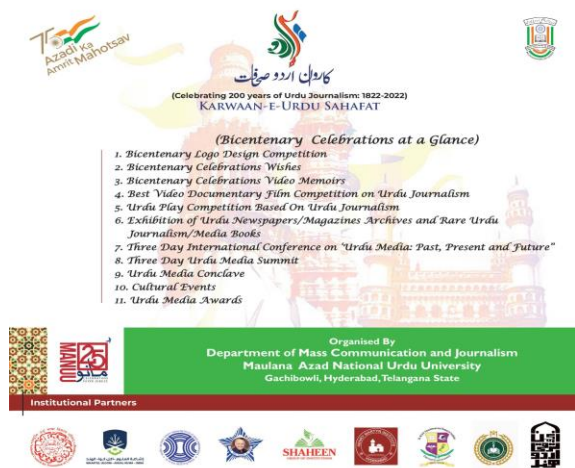 75
Azadi Ka
Amrit Mahotsav
کاروانِ اردو صحافت
(Celebrating 200 years of Urdu Journalism: 1822-2022)
KARWAAN-E-URDU SAHAFAT
(Bicentenary Celebrations at a Glance)
1. Bicentenary Logo Design Competition
2. Bicentenary Celebrations Wishes
3. Bicentenary Celebrations Video Memoirs
4. Best Video Documentary Film Competition on Urdu Journalism
5. Urdu Play Competition Based On Urdu Journalism
6. Exhibition of Urdu Newspapers/Magazines Archives and Rare Urdu
Journalism/Media Books
7. Three Day International Conference on "Urdu Media: Past, Present and Future"
8. Three Day Urdu Media Summit
9. Urdu Media Conclave
10. Cultural Events
11. Urdu Media Awards
MANUU
25
مانو
Organised By
Department of Mass Communication and Journalism
Maulana Azad National Urdu University
Gachibowli, Hyderabad, Telangana State
Institutional Partners
SHAHEEN